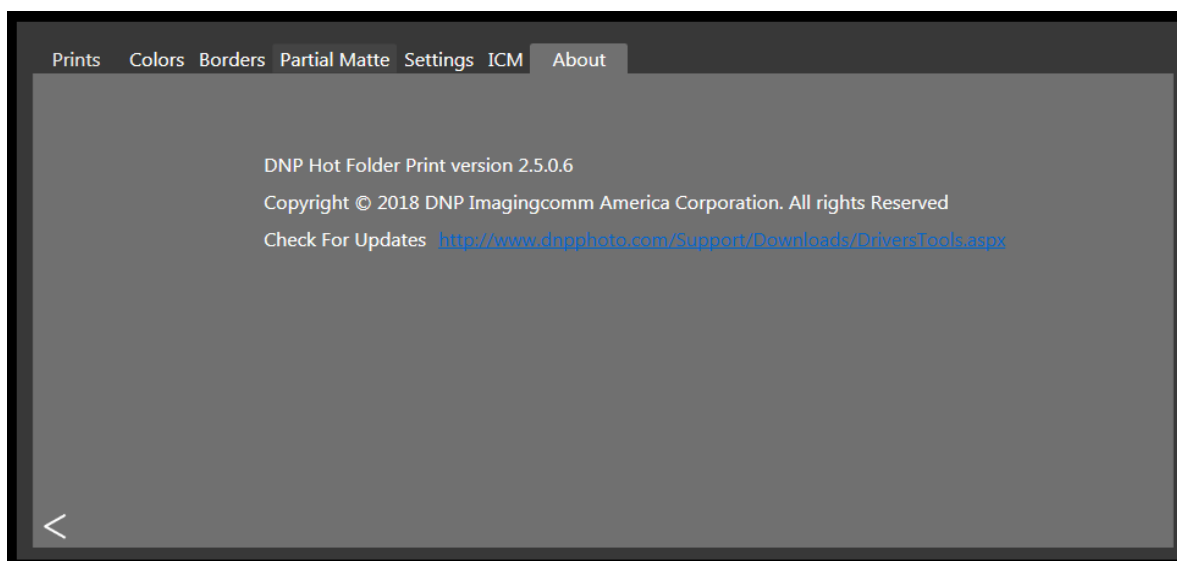 Prints Colors Borders Partial Matte Settings ICM About
DNP Hot Folder Print version 2.5.0.6
Copyright © 2018 DNP Imagingcomm America Corporation. All rights Reserved
Check For Updates http://www.dnpphoto.com/Support/Downloads/DriversTools.aspx
<